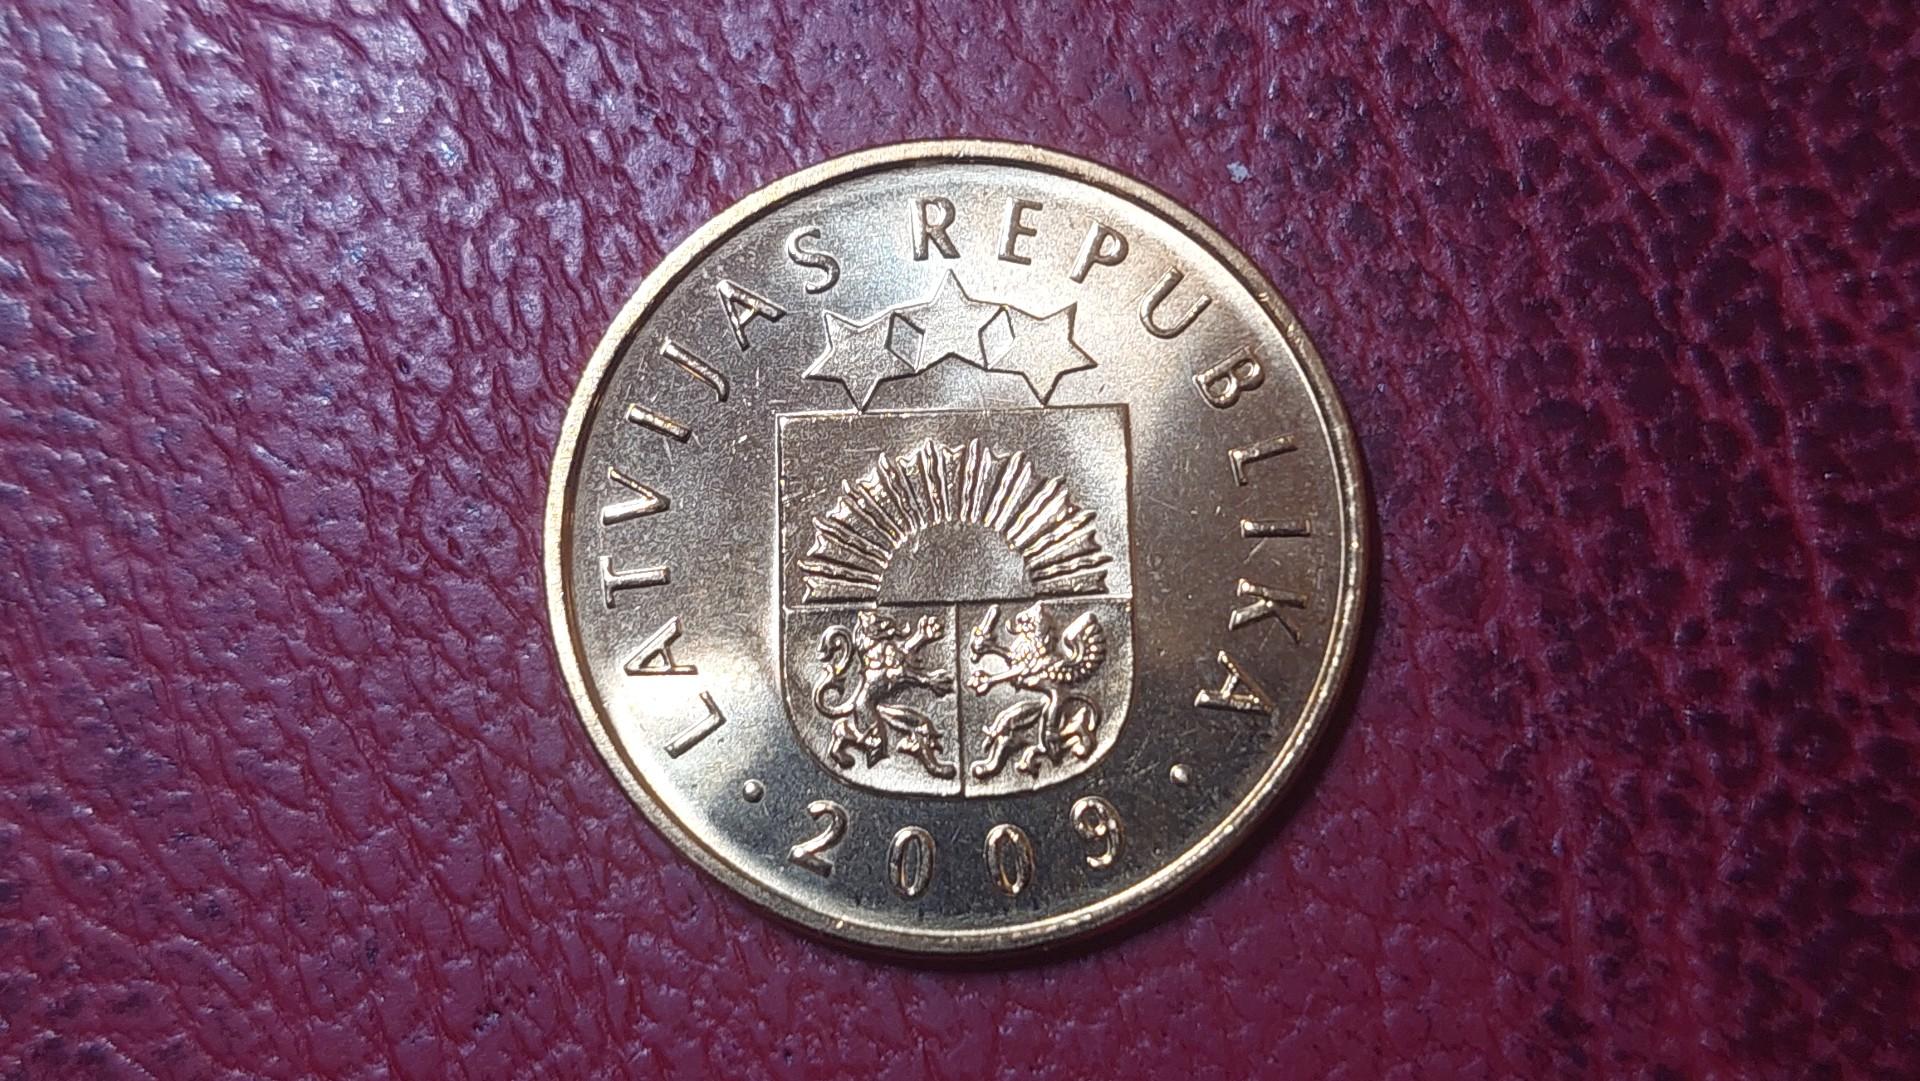 LATVIJAS REPUBLIKA
· 2009 ·